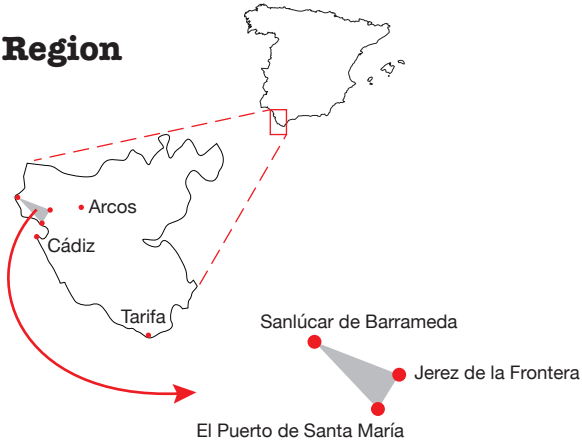 Region
Arcos
Cádiz
Tarifa
Sanlúcar de Barrameda
Jerez de la Frontera
El Puerto de Santa María